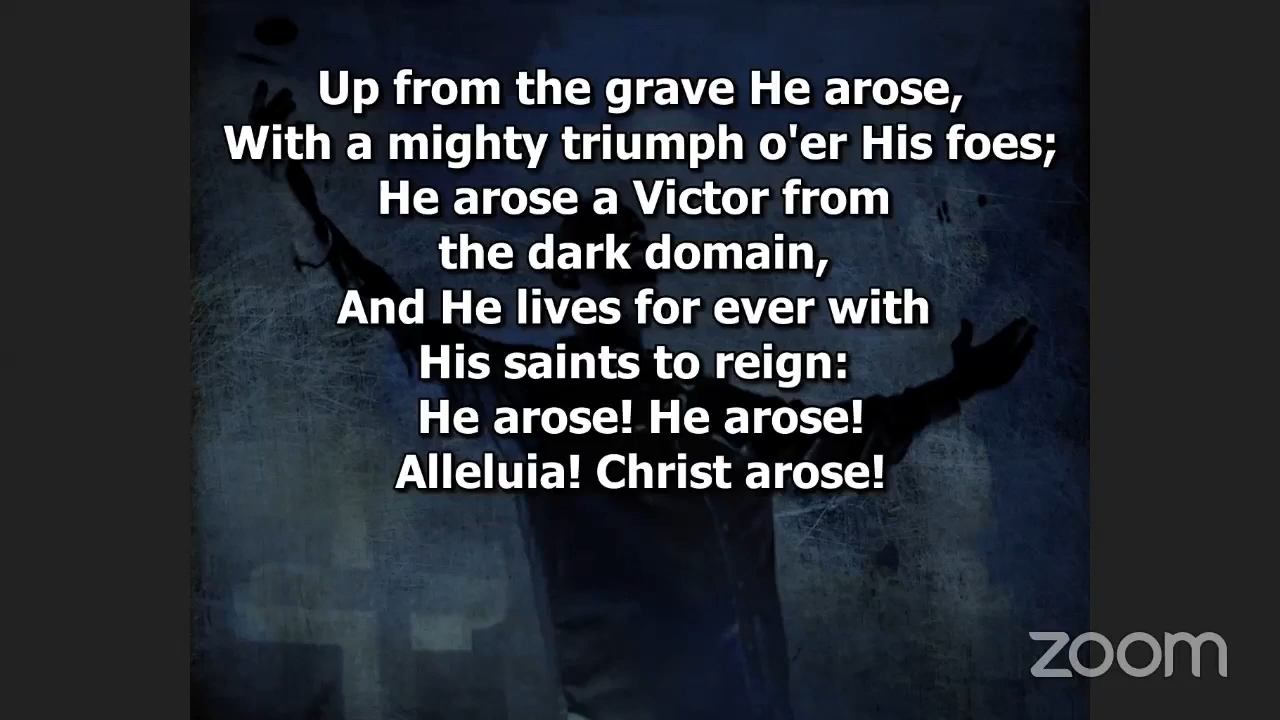 Up from the grave He arose,
With a mighty triumph o'er His foes;
He arose a Victor from
the dark domain,
And He lives for ever with
His saints to reign:
He arose! He arose!
Alleluia! Christ arose!
zoom